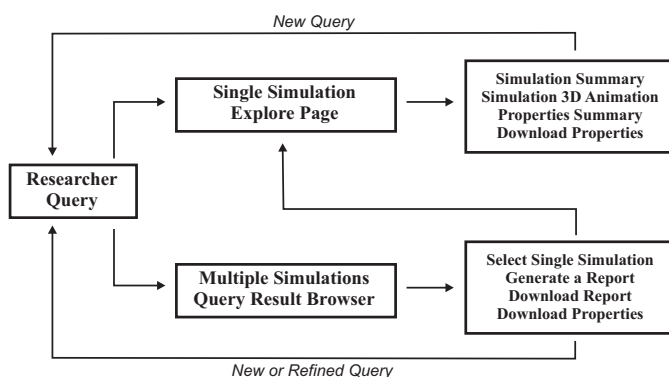 New Query
Single Simulation
Explore Page
Simulation Summary
Simulation 3D Animation
Properties Summary
Download Properties
Researcher
Query
Multiple Simulations
Query Result Browser
Select Single Simulation
Generate a Report
Download Report
Download Properties
New or Refined Query